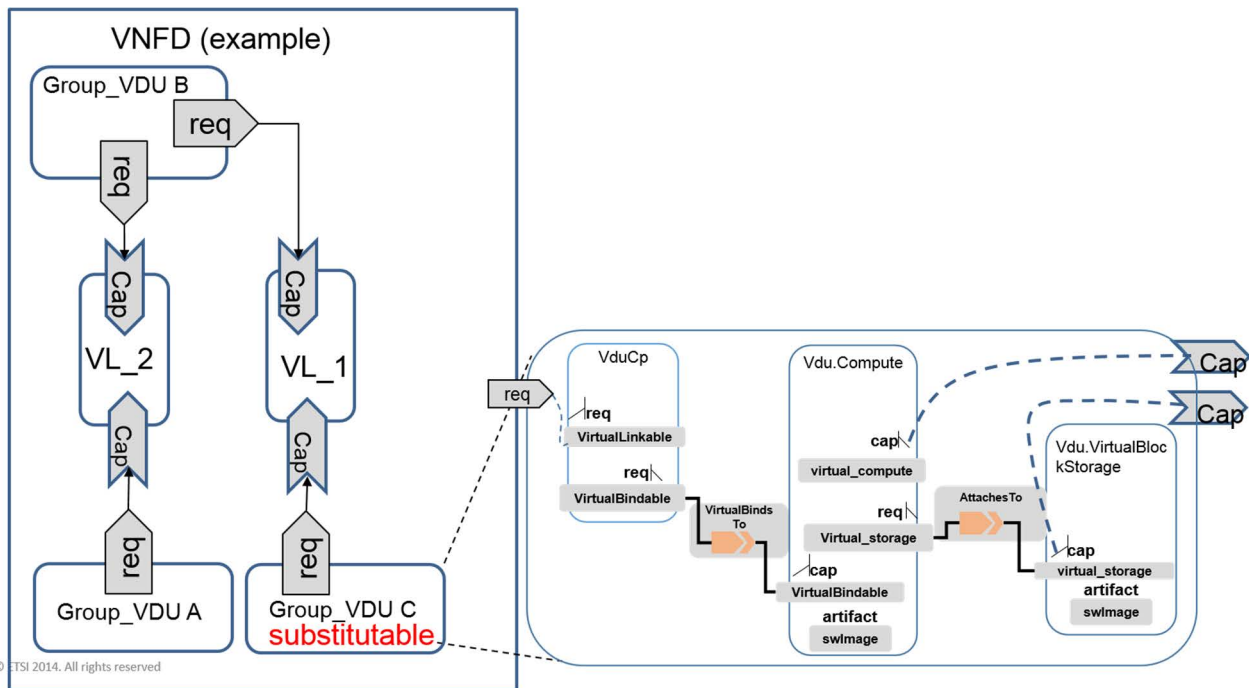 VNFD (example)
Group_VDU B
req
req
Cap
Cap
VL_2
VL_1
Cap
Cap
req
req
Group_VDU A
Group_VDU C
substitutable
© ETSI 2014. All rights reserved
req
VduCp
req
VirtualLinkable
req
VirtualBindable
VirtualBinds
To
Vdu.Compute
cap
virtual_compute
req
Virtual_storage
cap
VirtualBindable
artifact
swImage
AttachesTo
Vdu.VirtualBloc
kStorage
cap
virtual_storage
artifact
swImage
Cap
Cap